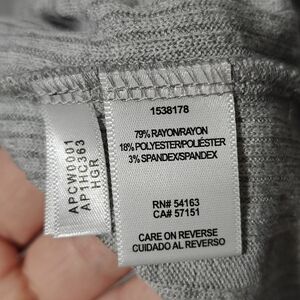 APCW0001
AP1HC363
HGR
1538178
79% RAYON/RAYON
18% POLYESTER/POLIÉSTER
3% SPANDEX/SPANDEX
RN# 54163
CA# 57151
CARE ON REVERSE
CUIDADO AL REVERSO